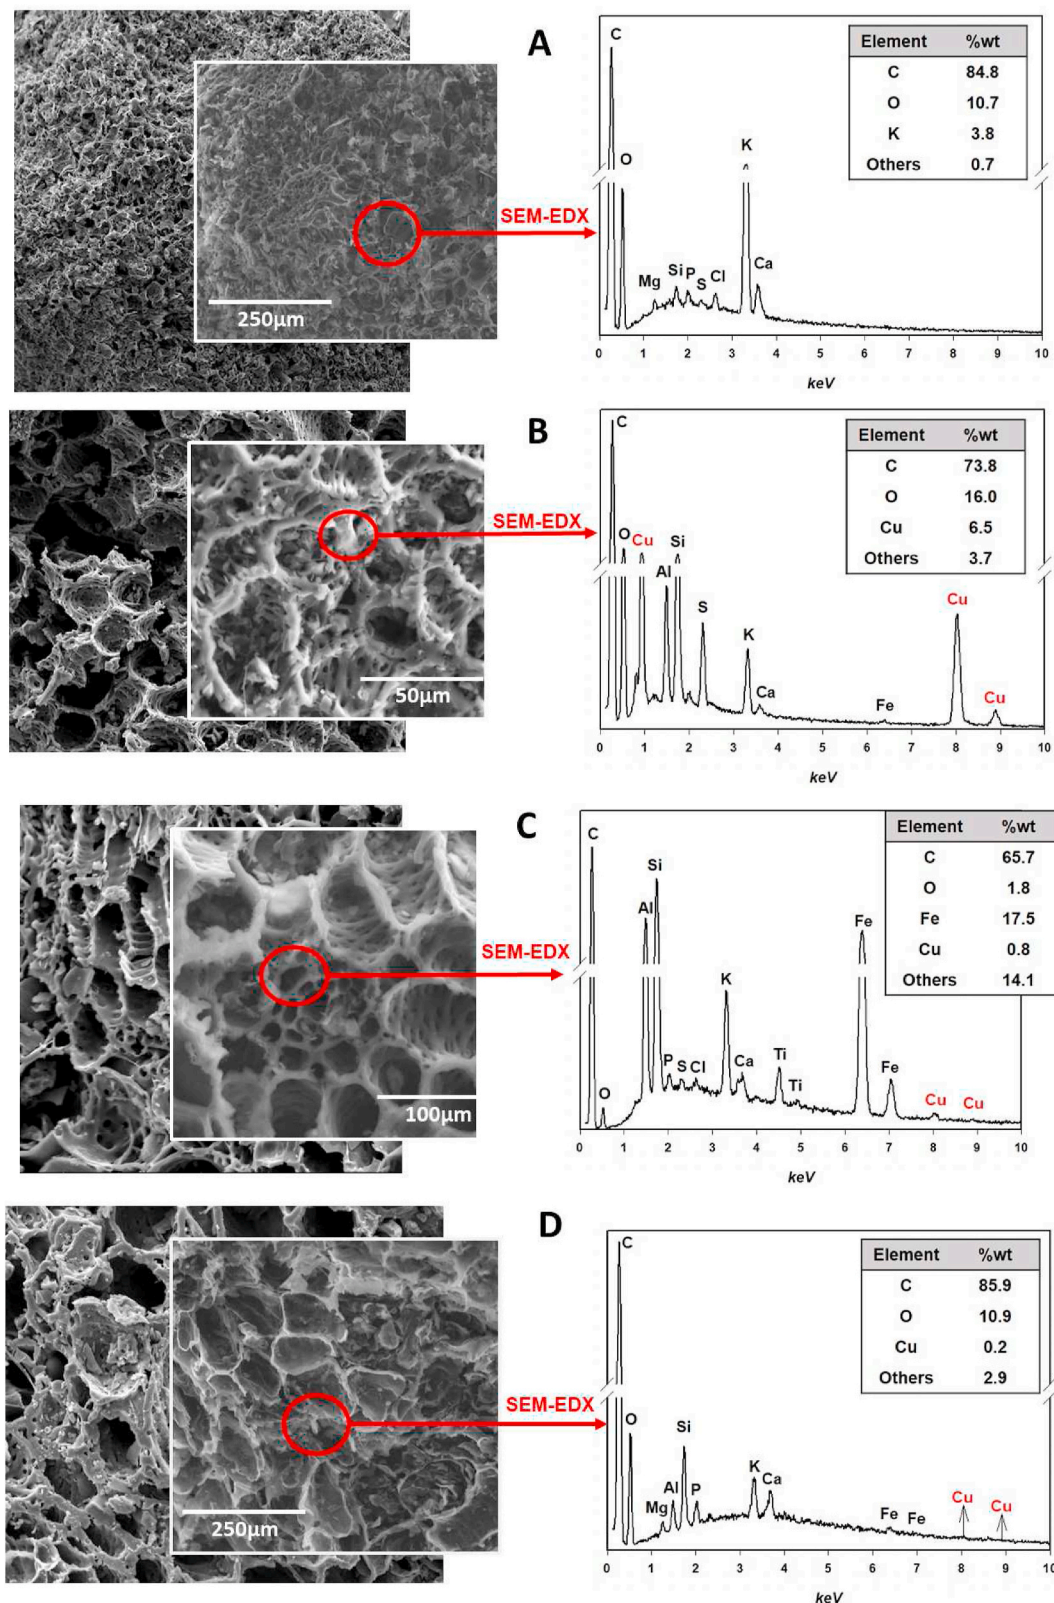 A
C
O
K
Mg
Si
P
S
Cl
Ca
Element %wt
C 84.8
O 10.7
K 3.8
Others 0.7
SEM-EDX
250μm
0 1 2 3 4 5 6 7 8 9 10
keV
B
C
O
Cu
Al
Si
S
K
Ca
Fe
Cu
Cu
Element %wt
C 73.8
O 16.0
Cu 6.5
Others 3.7
SEM-EDX
50μm
0 1 2 3 4 5 6 7 8 9 10
keV
C
C
O
Al
Si
P
S
Cl
K
Ca
Ti
Ti
Fe
Fe
Cu
Cu
Element %wt
C 65.7
O 1.8
Fe 17.5
Cu 0.8
Others 14.1
SEM-EDX
100μm
0 1 2 3 4 5 6 7 8 9 10
keV
D
C
O
Mg
Al
Si
P
K
Ca
Fe
Fe
Cu
Cu
Element %wt
C 85.9
O 10.9
Cu 0.2
Others 2.9
SEM-EDX
250μm
0 1 2 3 4 5 6 7 8 9 10
keV